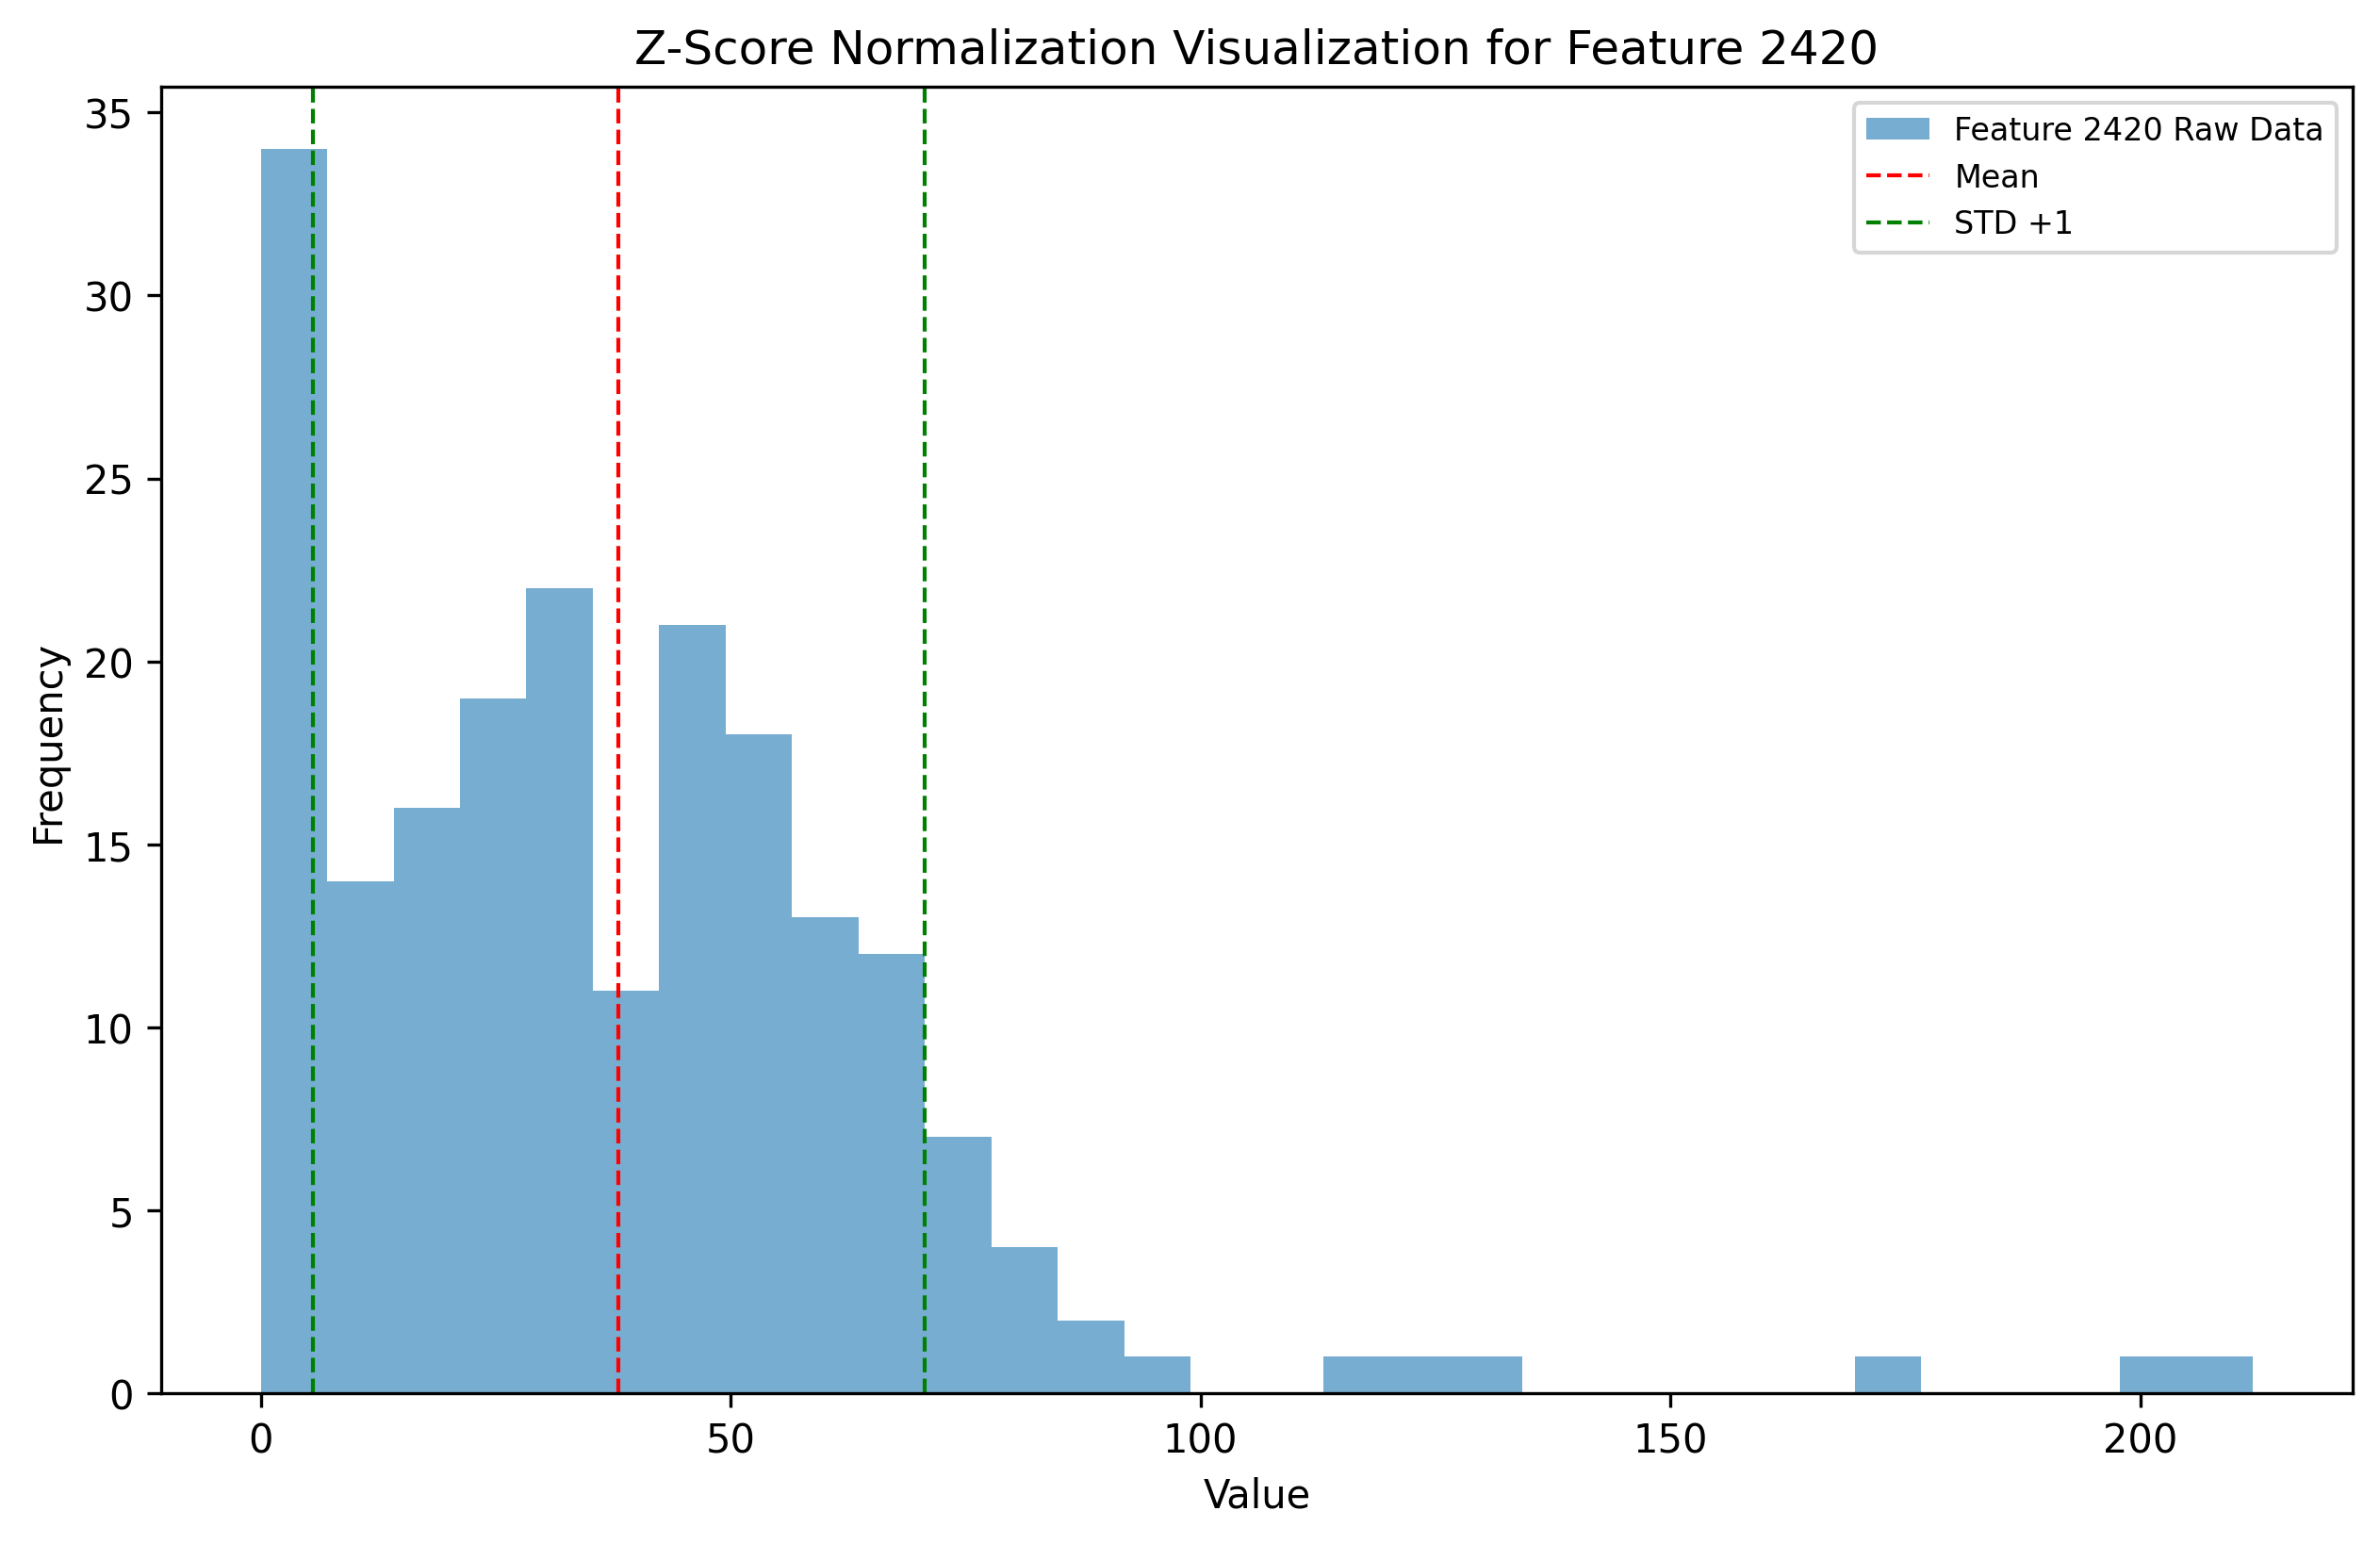 Z-Score Normalization Visualization for Feature 2420
Feature 2420 Raw Data
Mean
STD +1
35
30
25
20
15
10
5
0
Frequency
0 50 100 150 200
Value